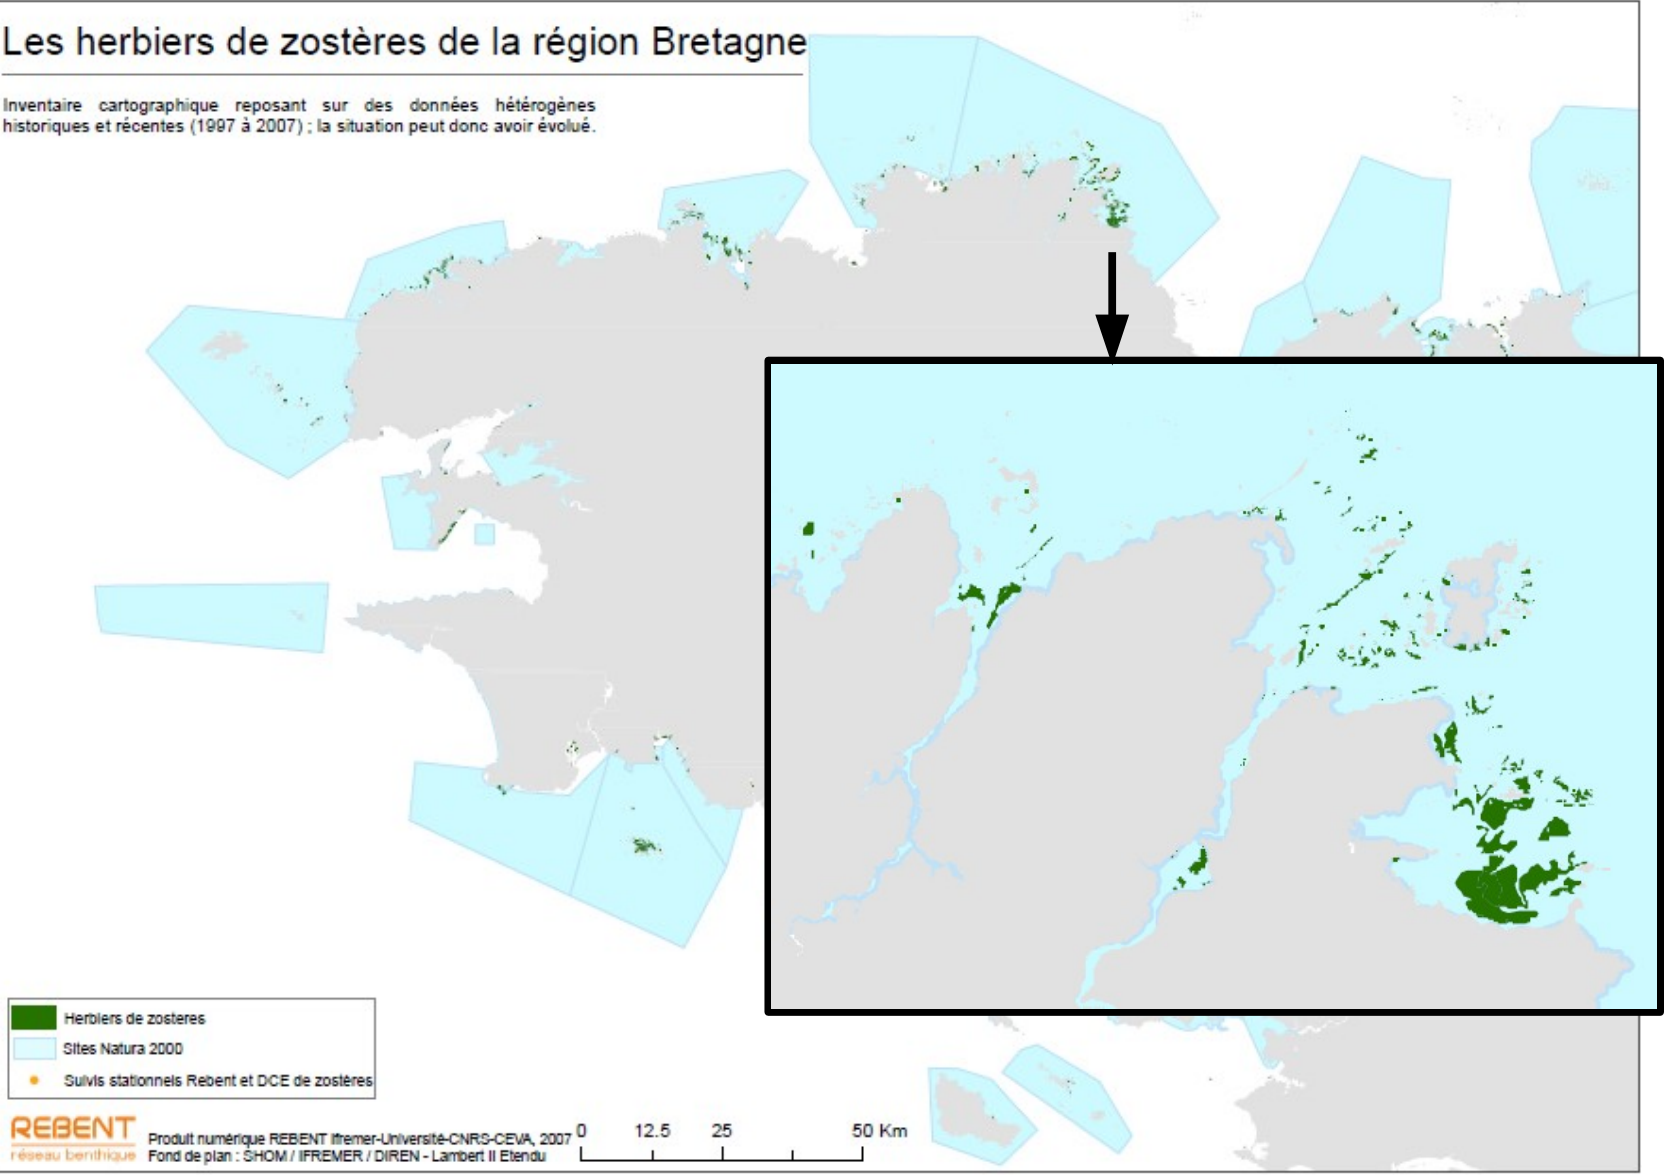 Les herbiers de zostères de la région Bretagne
Inventaire cartographique reposant sur des données hétérogènes
historiques et récentes (1997 à 2007) ; la situation peut donc avoir évolué.
Herbiers de zosteres
Sites Natura 2000
Suivis stationnels Rebent et DCE de zostères
REBENT
réseau benthique
Produit numérique REBENT Ifremer-Université-CNRS-CEVA, 2007
Fond de plan : SHOM / IFREMER / DIREN - Lambert II Etendu
0 12.5 25 50 Km